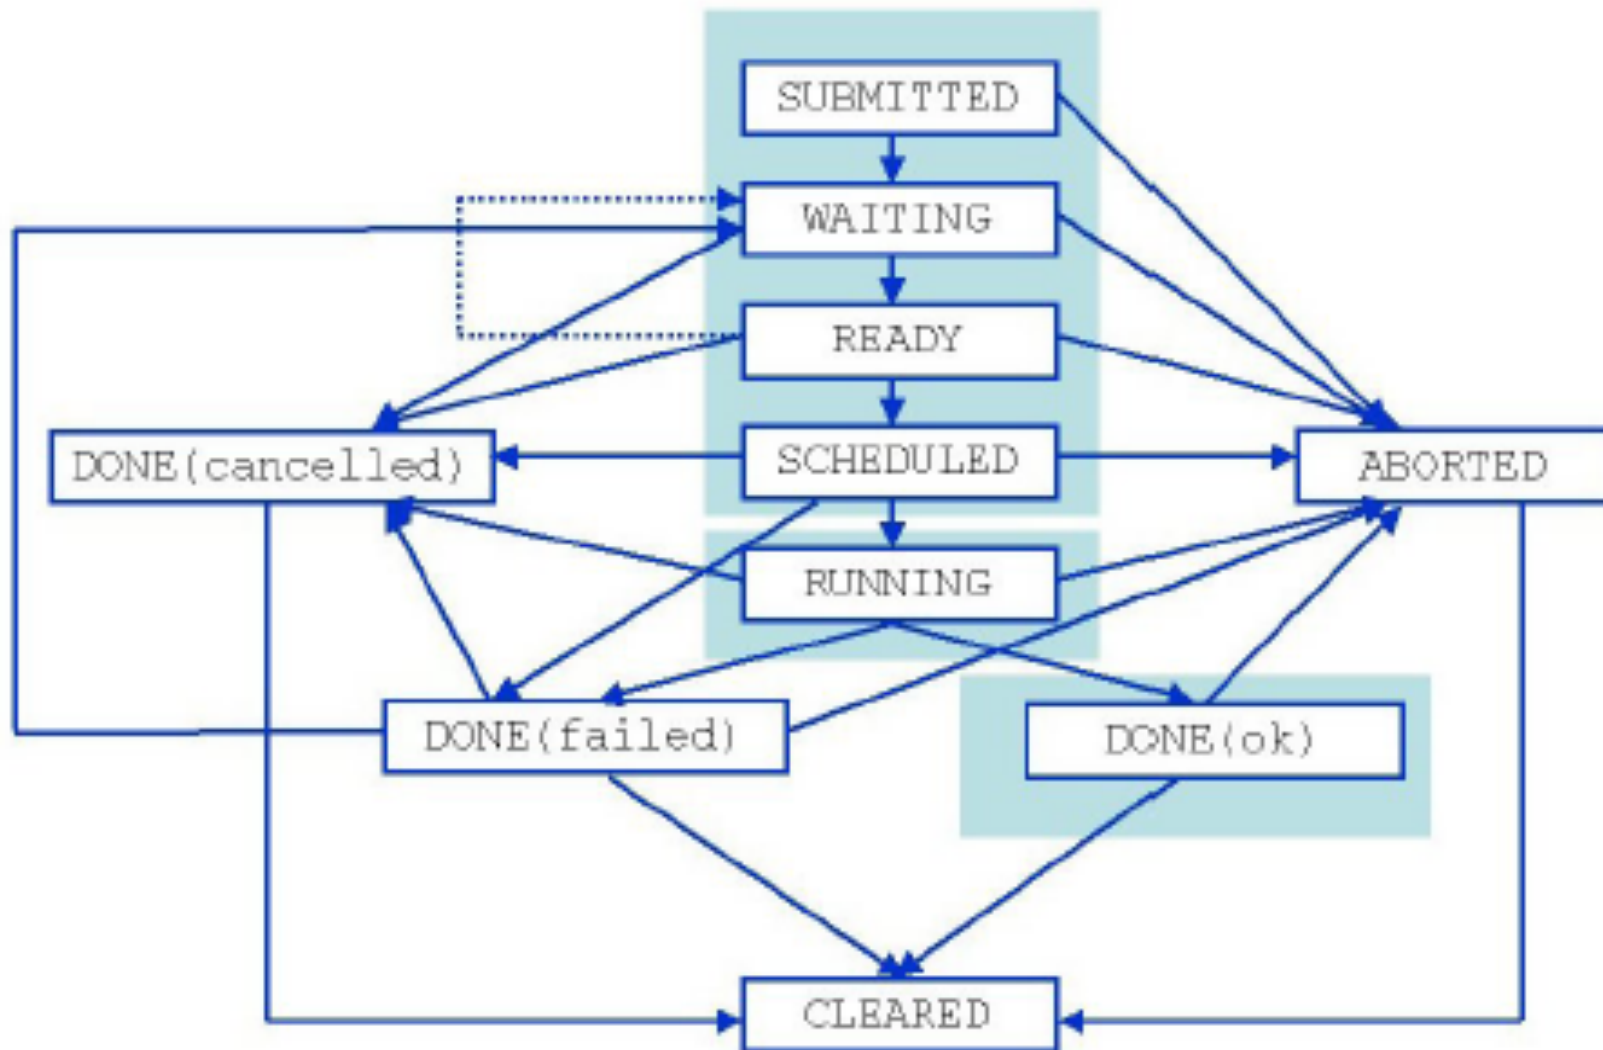 SUBMITTED
WAITING
READY
DONE(cancelled)
SCHEDULED
ABORTED
RUNNING
DONE(failed)
DONE(ok)
CLEARED